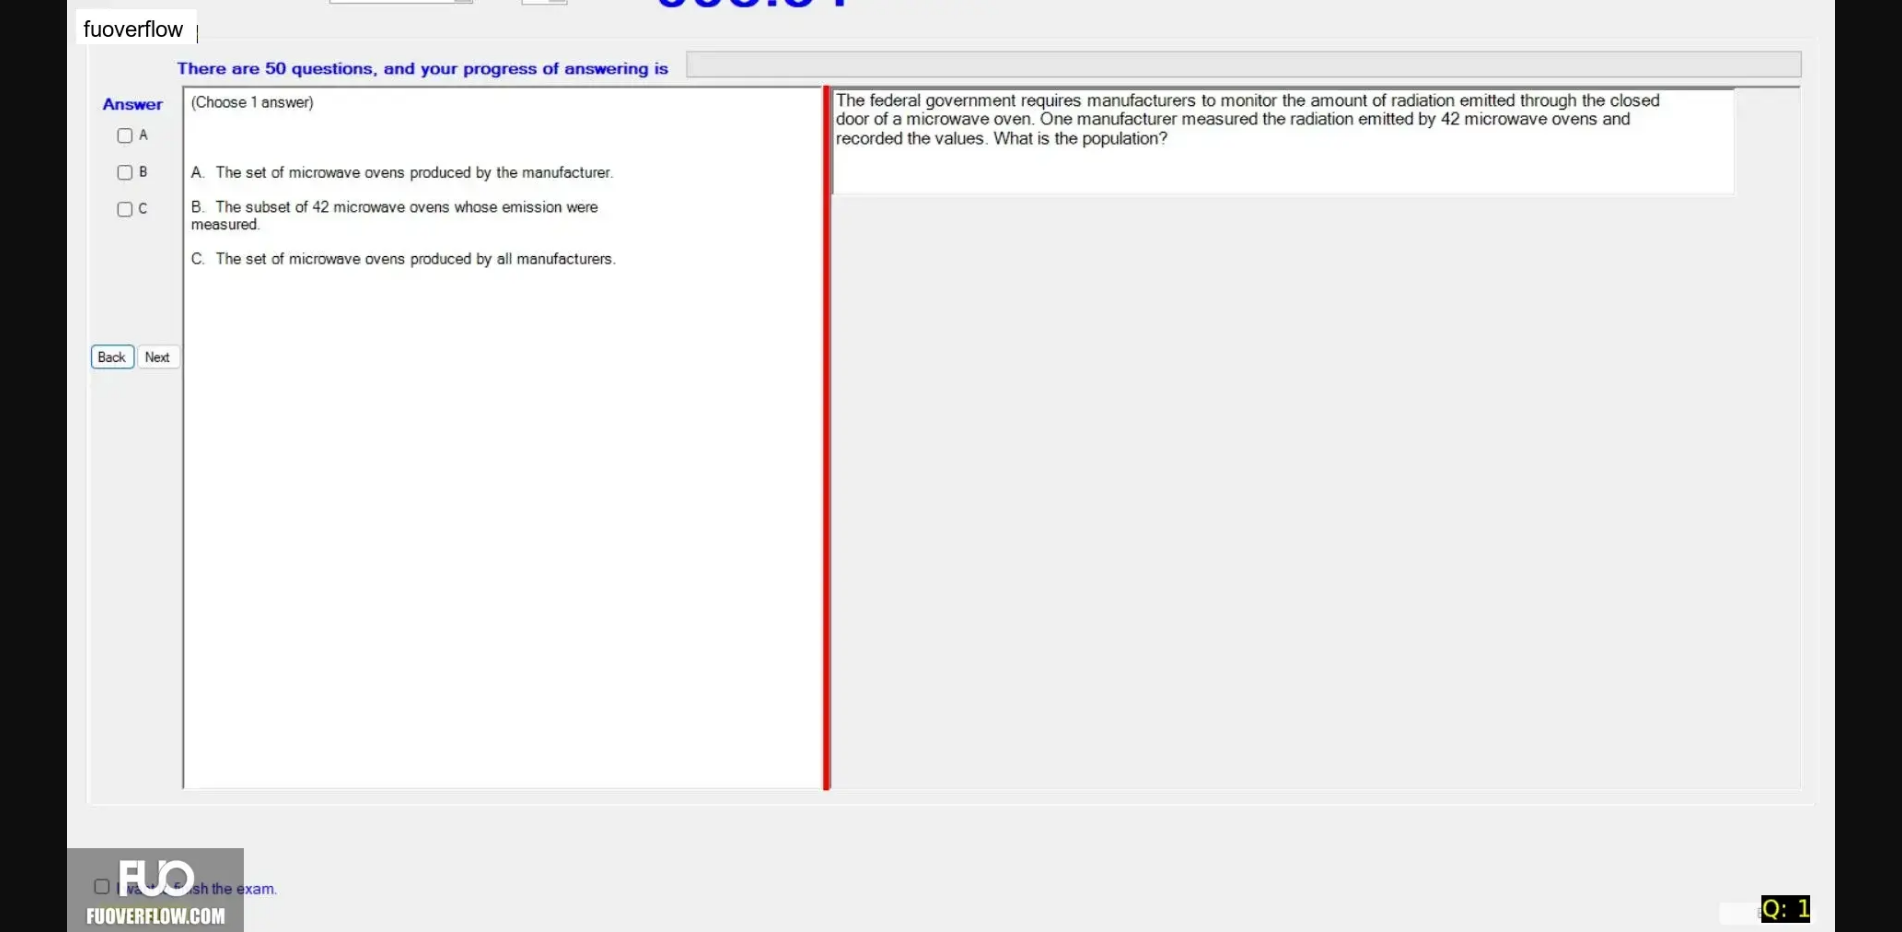 fuoverflow
There are 50 questions, and your progress of answering is
Answer
(Choose 1 answer)
A
B
C
A. The set of microwave ovens produced by the manufacturer.
B. The subset of 42 microwave ovens whose emission were
measured.
C. The set of microwave ovens produced by all manufacturers.
Back
Next
The federal government requires manufacturers to monitor the amount of radiation emitted through the closed
door of a microwave oven. One manufacturer measured the radiation emitted by 42 microwave ovens and
recorded the values. What is the population?
the exam.
FUO
FUOVERFLOW.COM
Q: 1